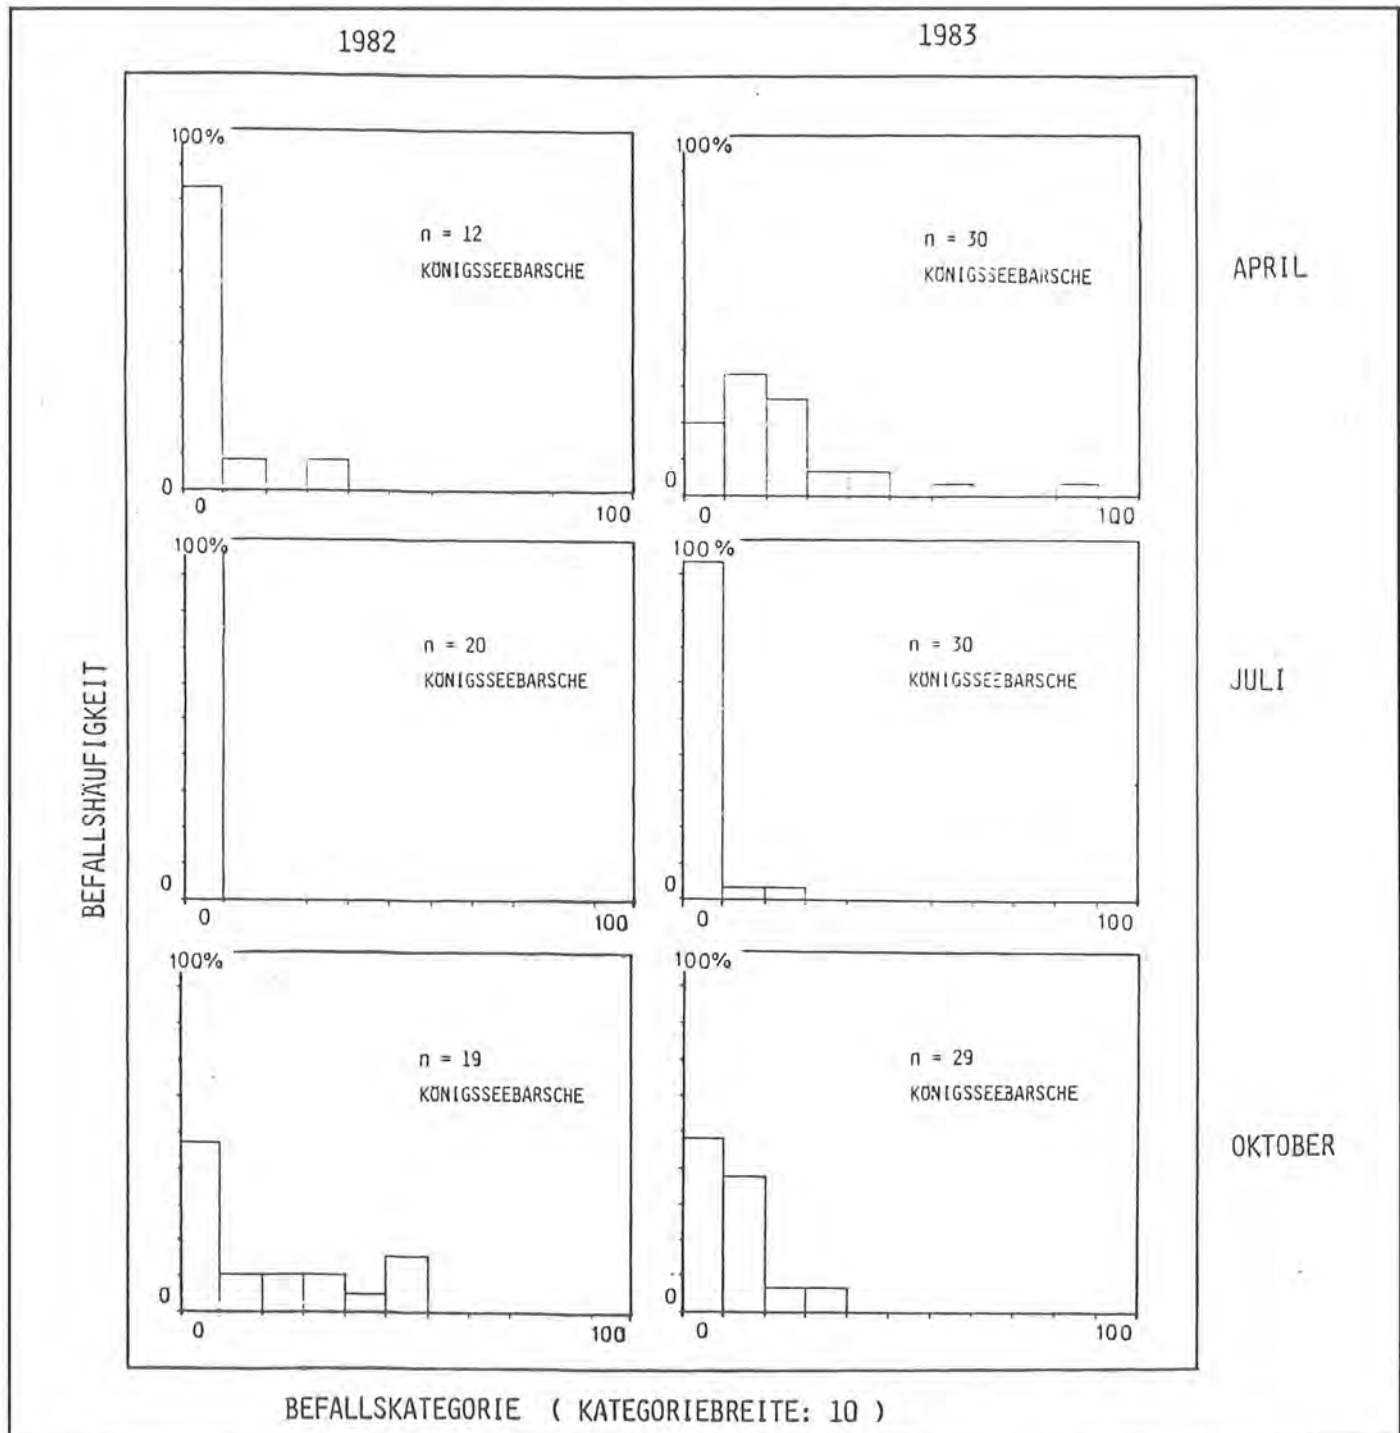 1982 1983
100% 100%
n = 12 n = 30
KÖNIGSSEEBARSCHE KÖNIGSSEEBARSCHE
APRIL
0 0
0 100 0 100
100% 100%
n = 20 n = 30
KÖNIGSSEEBARSCHE KÖNIGSSEEBARSCHE
JULI
BEFALLSHÄUFIGKEIT
0 0
0 100 0 100
100% 100%
n = 19 n = 29
KÖNIGSSEEBARSCHE KÖNIGSSEEBARSCHE
OKTOBER
0 0
0 100 0 100
BEFALLSKATEGORIE ( KATEGORIEBREITE: 10 )